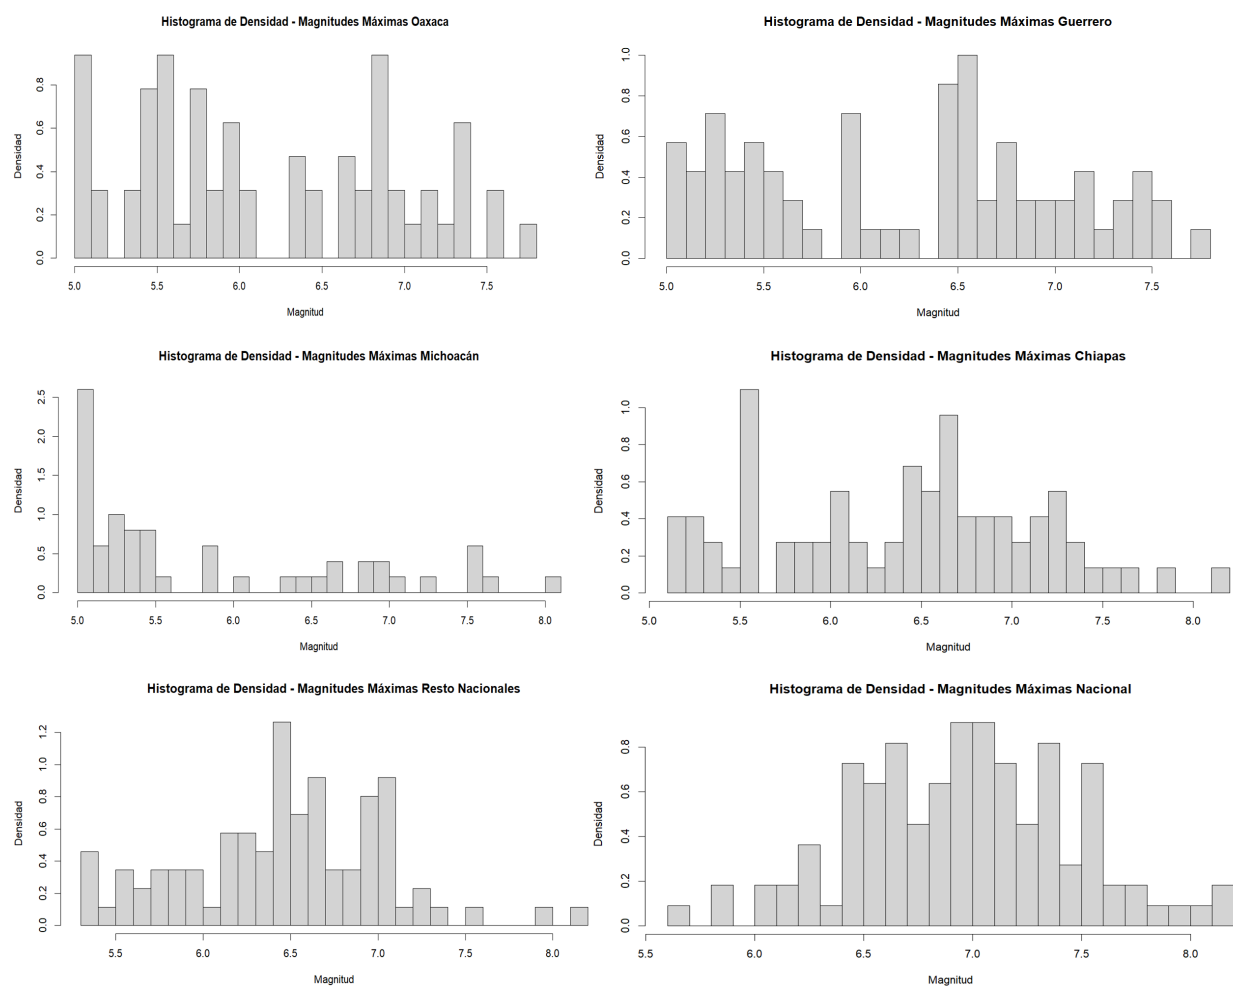 Histograma de Densidad - Magnitudes Máximas Oaxaca
Densidad
0.0 0.2 0.4 0.6 0.8
5.0 5.5 6.0 6.5 7.0 7.5
Magnitud
Histograma de Densidad - Magnitudes Máximas Guerrero
Densidad
0.0 0.2 0.4 0.6 0.8 1.0
5.0 5.5 6.0 6.5 7.0 7.5
Magnitud
Histograma de Densidad - Magnitudes Máximas Michoacán
Densidad
0.0 0.5 1.0 1.5 2.0 2.5
5.0 5.5 6.0 6.5 7.0 7.5 8.0
Magnitud
Histograma de Densidad - Magnitudes Máximas Chiapas
Densidad
0.0 0.2 0.4 0.6 0.8 1.0
5.0 5.5 6.0 6.5 7.0 7.5 8.0
Magnitud
Histograma de Densidad - Magnitudes Máximas Resto Nacionales
Densidad
0.0 0.2 0.4 0.6 0.8 1.0 1.2
5.5 6.0 6.5 7.0 7.5 8.0
Magnitud
Histograma de Densidad - Magnitudes Máximas Nacional
Densidad
0.0 0.2 0.4 0.6 0.8
5.5 6.0 6.5 7.0 7.5 8.0
Magnitud